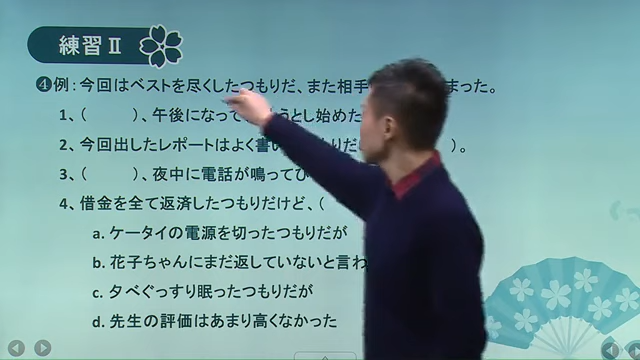 練習Ⅱ
❹例：今回はベストを尽くしたつもりだ、また相手 まった。
1、（　　）、午後になって うとし始めた
2、今回出したレポートはよく書い りだ ）。
3、（　　）、夜中に電話が鳴ってび
4、借金を全て返済したつもりだけど、（
a. ケータイの電源を切ったつもりだが
b. 花子ちゃんにまだ返していないと言わ
c. 夕べぐっすり眠ったつもりだが
d. 先生の評価はあまり高くなかった